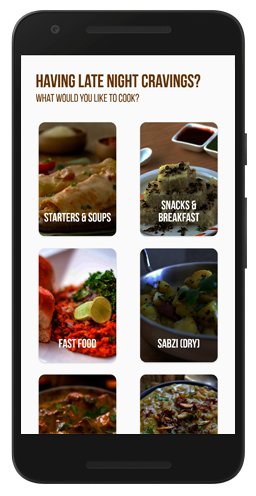 HAVING LATE NIGHT CRAVINGS?
WHAT WOULD YOU LIKE TO COOK?
STARTERS & SOUPS
SNACKS &
BREAKFAST
FAST FOOD
SABZI (DRY)